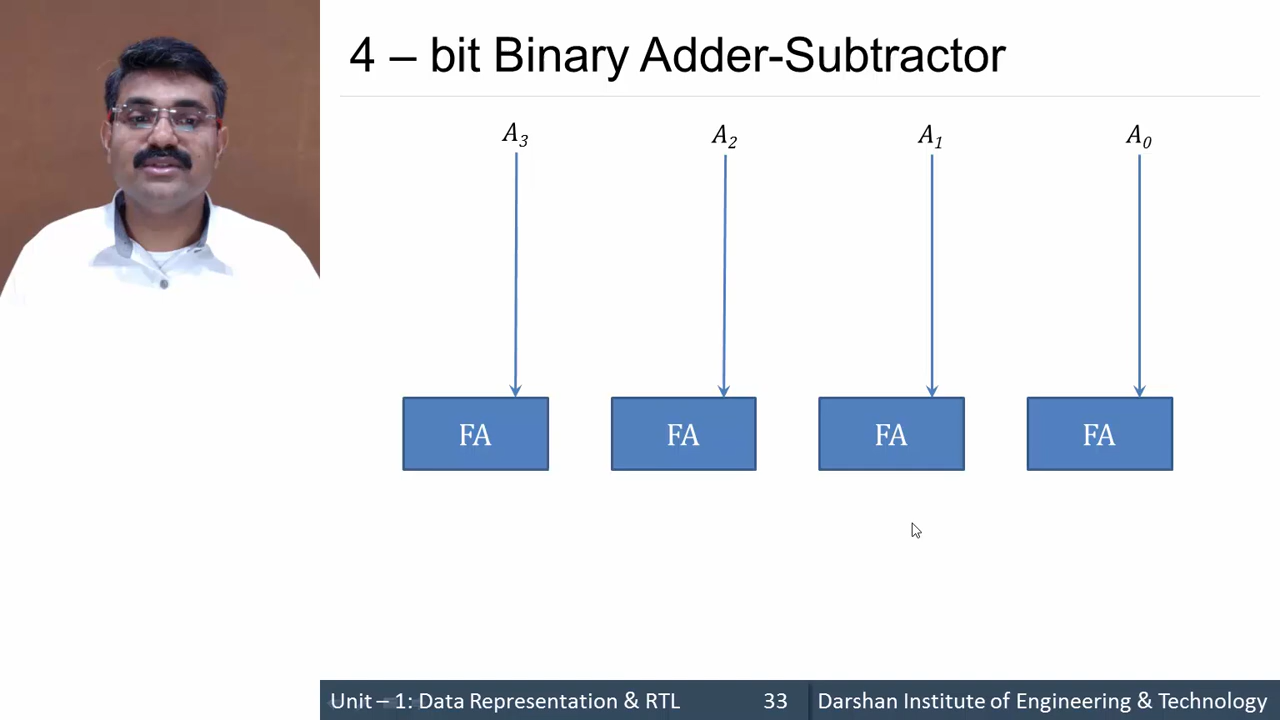 4 – bit Binary Adder-Subtractor
A₃ A₂ A₁ A₀
FA FA FA FA
Unit – 1: Data Representation & RTL 33 Darshan Institute of Engineering & Technology